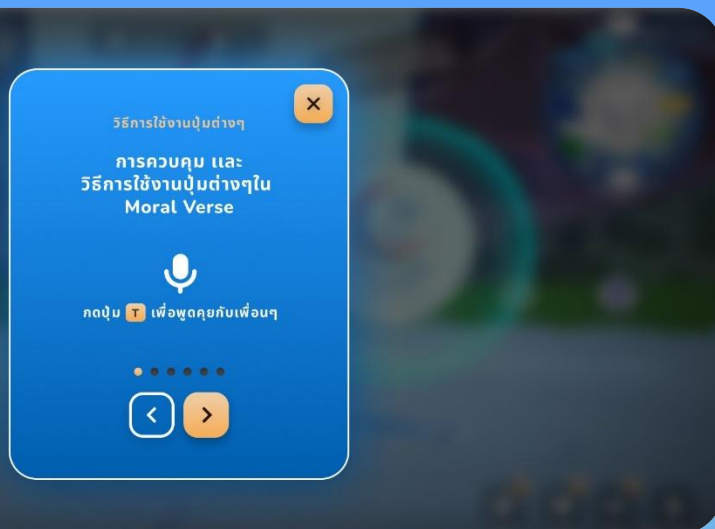 วิธีการใช้งานปุ่มต่างๆ
การควบคุม และ
วิธีการใช้งานปุ่มต่างๆใน
Moral Verse
กดปุ่ม T เพื่อพูดคุยกับเพื่อนๆ